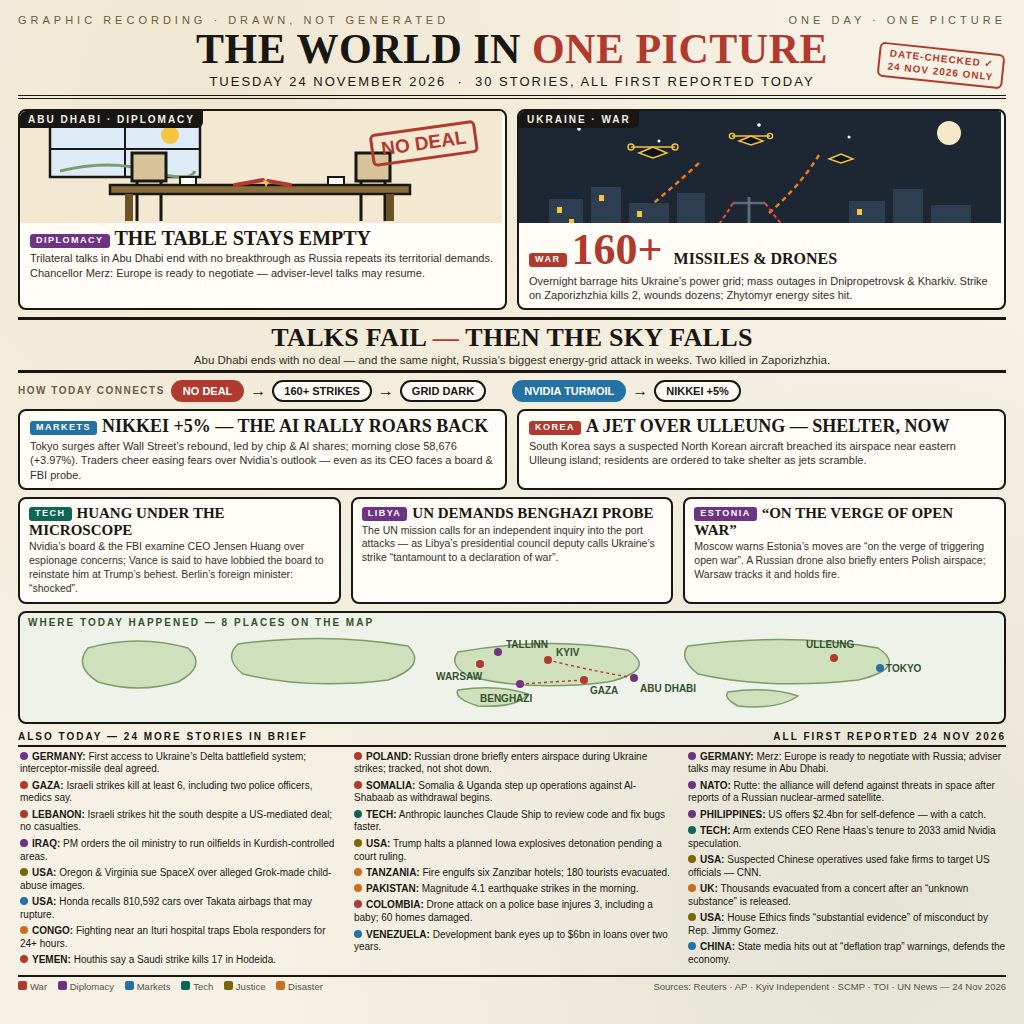 GRAPHIC RECORDING · DRAWN, NOT GENERATED
ONE DAY · ONE PICTURE
THE WORLD IN ONE PICTURE
TUESDAY 24 NOVEMBER 2026 · 30 STORIES, ALL FIRST REPORTED TODAY
DATE-CHECKED ✓
24 NOV 2026 ONLY
ABU DHABI · DIPLOMACY
NO DEAL
DIPLOMACY THE TABLE STAYS EMPTY
Trilateral talks in Abu Dhabi end with no breakthrough as Russia repeats its territorial demands.
Chancellor Merz: Europe is ready to negotiate — adviser-level talks may resume.
UKRAINE · WAR
WAR 160+ MISSILES & DRONES
Overnight barrage hits Ukraine's power grid; mass outages in Dnipropetrovsk & Kharkiv. Strike
on Zaporizhzhia kills 2, wounds dozens; Zhytomyr energy sites hit.
TALKS FAIL — THEN THE SKY FALLS
Abu Dhabi ends with no deal — and the same night, Russia's biggest energy-grid attack in weeks. Two killed in Zaporizhzhia.
HOW TODAY CONNECTS NO DEAL → 160+ STRIKES → GRID DARK NVIDIA TURMOIL → NIKKEI +5%
MARKETS NIKKEI +5% — THE AI RALLY ROARS BACK
Tokyo surges after Wall Street's rebound, led by chip & AI shares; morning close 58,676
(+3.97%). Traders cheer easing fears over Nvidia's outlook — even as its CEO faces a board &
FBI probe.
KOREA A JET OVER ULLEUNG — SHELTER, NOW
South Korea says a suspected North Korean aircraft breached its airspace near eastern
Ulleung island; residents are ordered to take shelter as jets scramble.
TECH HUANG UNDER THE
MICROSCOPE
Nvidia's board & the FBI examine CEO Jensen Huang over
espionage concerns; Vance is said to have lobbied the board to
reinstate him at Trump's behest. Berlin's foreign minister:
“shocked”.
LIBYA UN DEMANDS BENGHAZI PROBE
The UN mission calls for an independent inquiry into the port
attacks — as Libya's presidential council deputy calls Ukraine's
strike “tantamount to a declaration of war”.
ESTONIA “ON THE VERGE OF OPEN
WAR”
Moscow warns Estonia's moves are “on the verge of triggering
open war”. A Russian drone also briefly enters Polish airspace;
Warsaw tracks it and holds fire.
WHERE TODAY HAPPENED — 8 PLACES ON THE MAP
TALLINN
KYIV
WARSAW
BENGHAZI
GAZA
ABU DHABI
ULLEUNG
TOKYO
ALSO TODAY — 24 MORE STORIES IN BRIEF
ALL FIRST REPORTED 24 NOV 2026
GERMANY: First access to Ukraine's Delta battlefield system;
interceptor-missile deal agreed.
GAZA: Israeli strikes kill at least 6, including two police officers,
medics say.
LEBANON: Israeli strikes hit the south despite a US-mediated deal;
no casualties.
IRAQ: PM orders the oil ministry to run oilfields in Kurdish-controlled
areas.
USA: Oregon & Virginia sue SpaceX over alleged Grok-made child-
abuse images.
USA: Honda recalls 810,592 cars over Takata airbags that may
rupture.
CONGO: Fighting near an Ituri hospital traps Ebola responders for
24+ hours.
YEMEN: Houthis say a Saudi strike kills 17 in Hodeida.
POLAND: Russian drone briefly enters airspace during Ukraine
strikes; tracked, not shot down.
SOMALIA: Somalia & Uganda step up operations against Al-
Shabaab as withdrawal begins.
TECH: Anthropic launches Claude Ship to review code and fix bugs
faster.
USA: Trump halts a planned Iowa explosives detonation pending a
court ruling.
TANZANIA: Fire engulfs six Zanzibar hotels; 180 tourists evacuated.
PAKISTAN: Magnitude 4.1 earthquake strikes in the morning.
COLOMBIA: Drone attack on a police base injures 3, including a
baby; 60 homes damaged.
VENEZUELA: Development bank eyes up to $6bn in loans over two
years.
GERMANY: Merz: Europe is ready to negotiate with Russia; adviser
talks may resume in Abu Dhabi.
NATO: Rutte: the alliance will defend against threats in space after
reports of a Russian nuclear-armed satellite.
PHILIPPINES: US offers $2.4bn for self-defence — with a catch.
TECH: Arm extends CEO Rene Haas's tenure to 2033 amid Nvidia
speculation.
USA: Suspected Chinese operatives used fake firms to target US
officials — CNN.
UK: Thousands evacuated from a concert after an “unknown
substance” is released.
USA: House Ethics finds “substantial evidence” of misconduct by
Rep. Jimmy Gomez.
CHINA: State media hits out at “deflation trap” warnings, defends the
economy.
War Diplomacy Markets Tech Justice Disaster
Sources: Reuters · AP · Kyiv Independent · SCMP · TOI · UN News — 24 Nov 2026